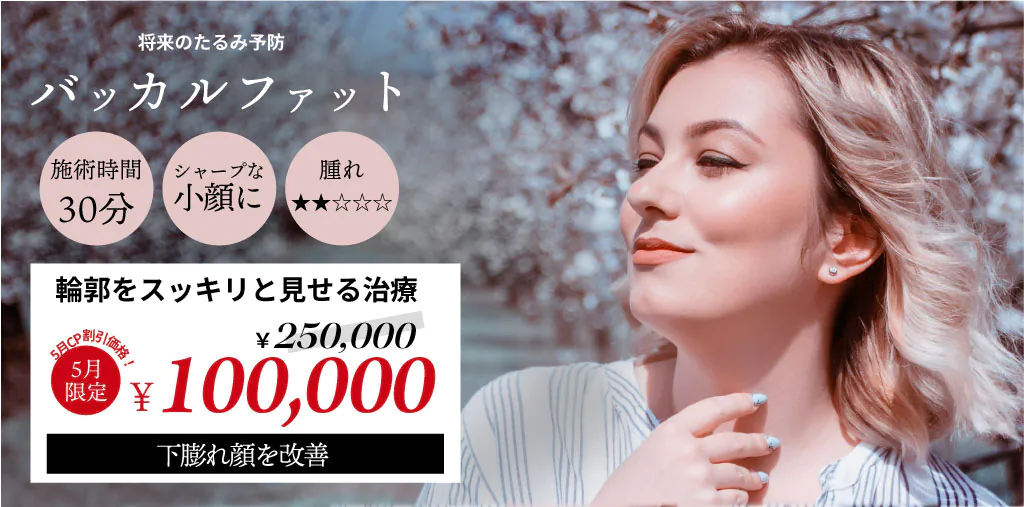 将来のたるみ予防
バッカルファット
施術時間
30分
シャープな
小顔に
腫れ
★★☆☆☆
輪郭をスッキリと見せる治療
¥250,000
5月CP割引価格！
5月
限定
¥100,000
下膨れ顔を改善